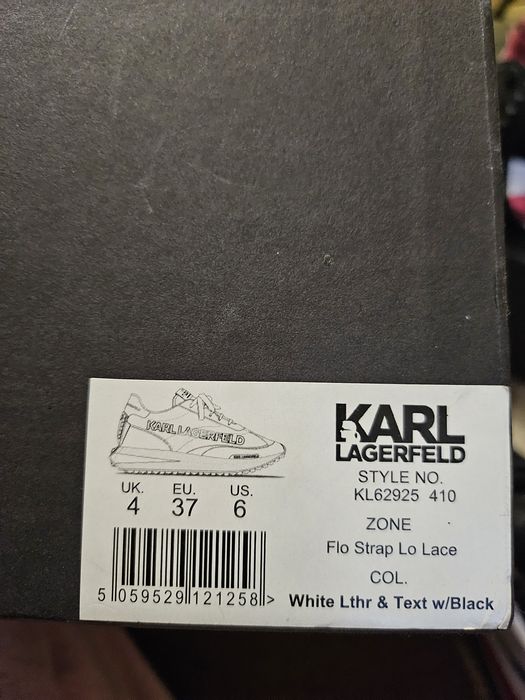 KARL LAGERFELD
KARL
LAGERFELD
STYLE NO.
KL62925 410
UK. EU. US.
4 37 6
ZONE
Flo Strap Lo Lace
COL.
White Lthr & Text w/Black
5 059529 121258 >